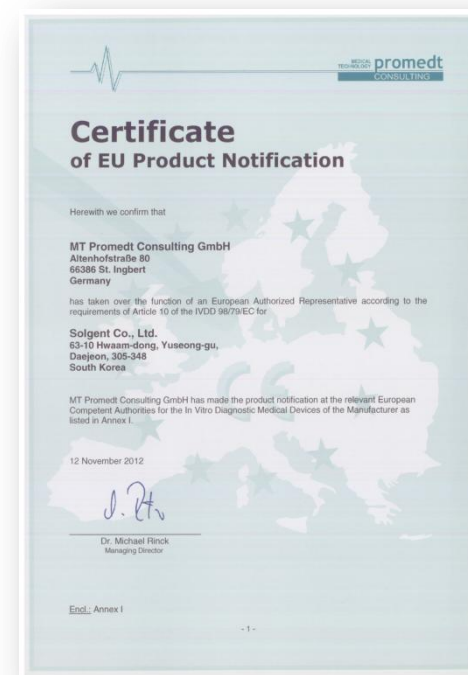 MEDICAL
TECHNOLOGY promedt
CONSULTING
Certificate
of EU Product Notification
Herewith we confirm that
MT Promedt Consulting GmbH
Altenhofstraße 80
66386 St. Ingbert
Germany
has taken over the function of an European Authorized Representative according to the
requirements of Article 10 of the IVDD 98/79/EC for
Solgent Co., Ltd.
63-10 Hwaam-dong, Yuseong-gu,
Daejeon, 305-348
South Korea
CE
MT Promedt Consulting GmbH has made the product notification at the relevant European
Competent Authorities for the In Vitro Diagnostic Medical Devices of the Manufacturer as
listed in Annex I.
12 November 2012
Dr. Michael Rinck
Managing Director
Encl.: Annex I
- 1 -